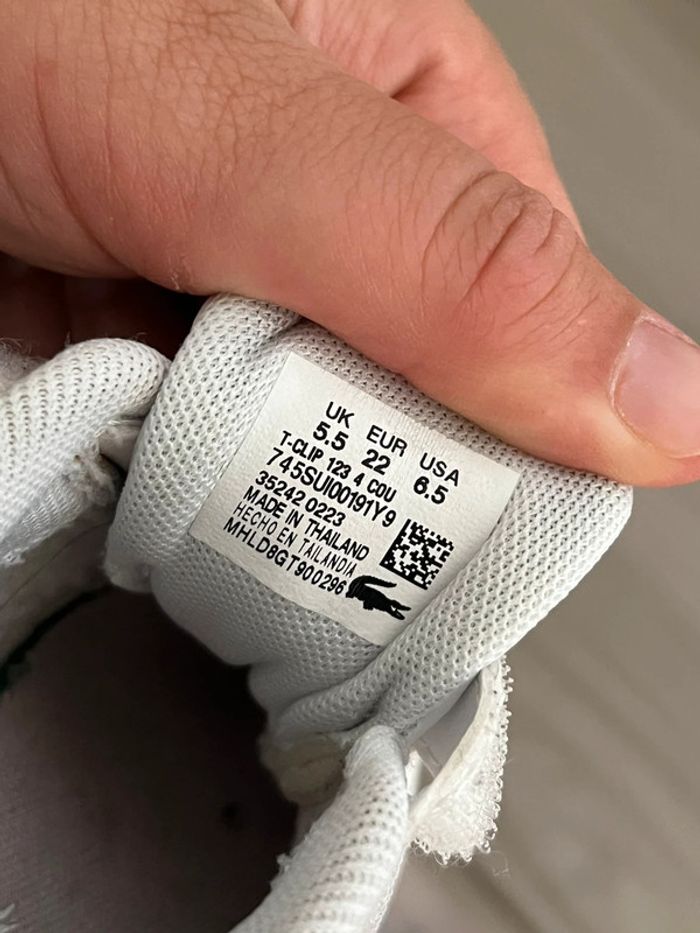 UK EUR USA
5.5 22 6.5
T-CLIP 123 4 COU
745SUI00191Y9
35242 0223
MADE IN THAILAND
HECHO EN TAILANDIA
MHLD8GT900296